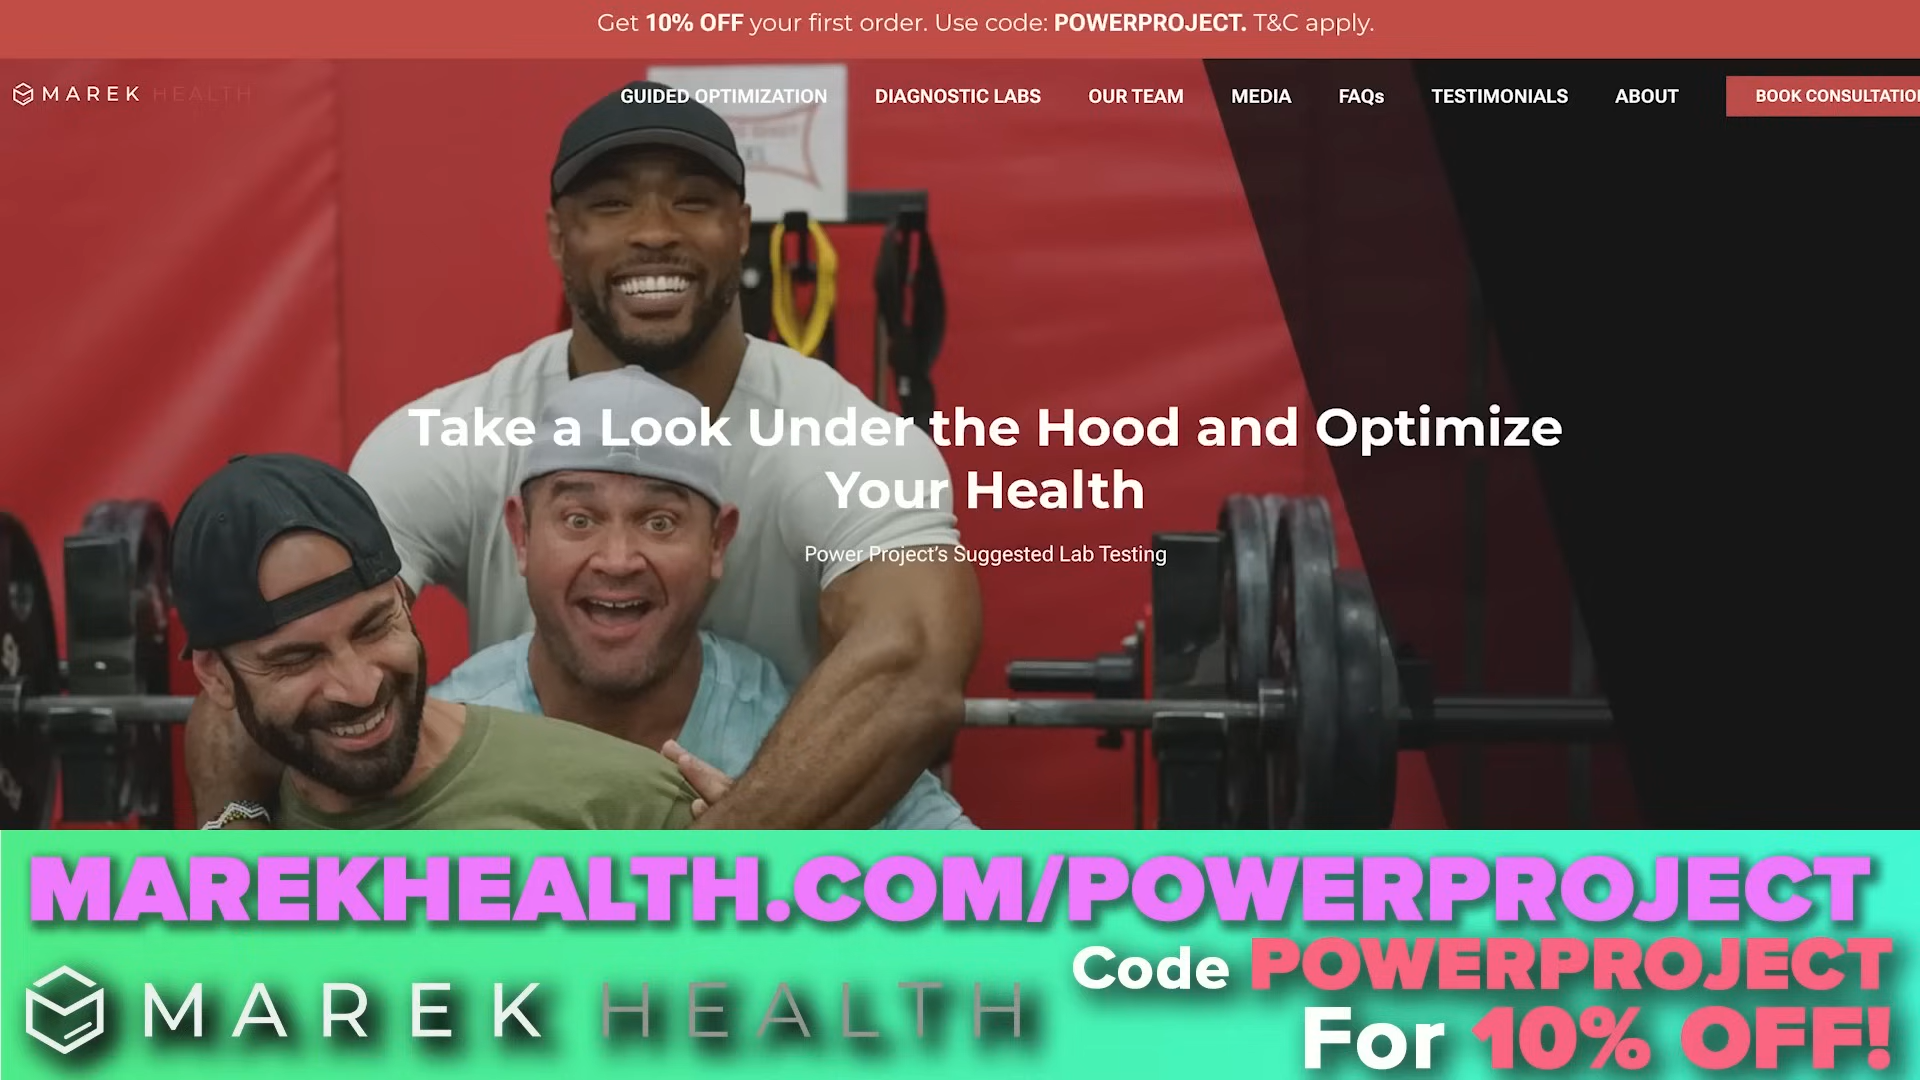 Get 10% OFF your first order. Use code: POWERPROJECT. T&C apply.
MAREK HEALTH
GUIDED OPTIMIZATION DIAGNOSTIC LABS OUR TEAM MEDIA FAQs TESTIMONIALS ABOUT BOOK CONSULTATION
Take a Look Under the Hood and Optimize
Your Health
Power Project's Suggested Lab Testing
MAREKHEALTH.COM/POWERPROJECT
MAREK HEALTH
Code POWERPROJECT
For 10% OFF!